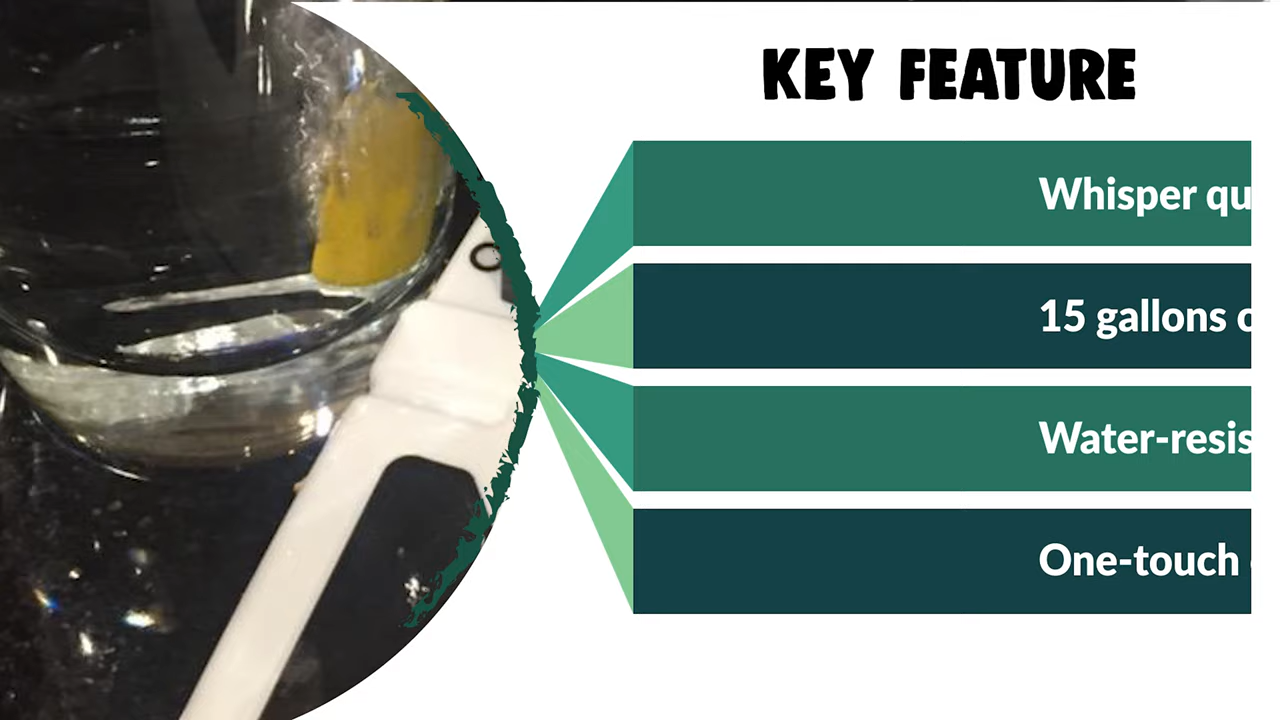 KEY FEATURE
Whisper qu
15 gallons
Water-resis
One-touch